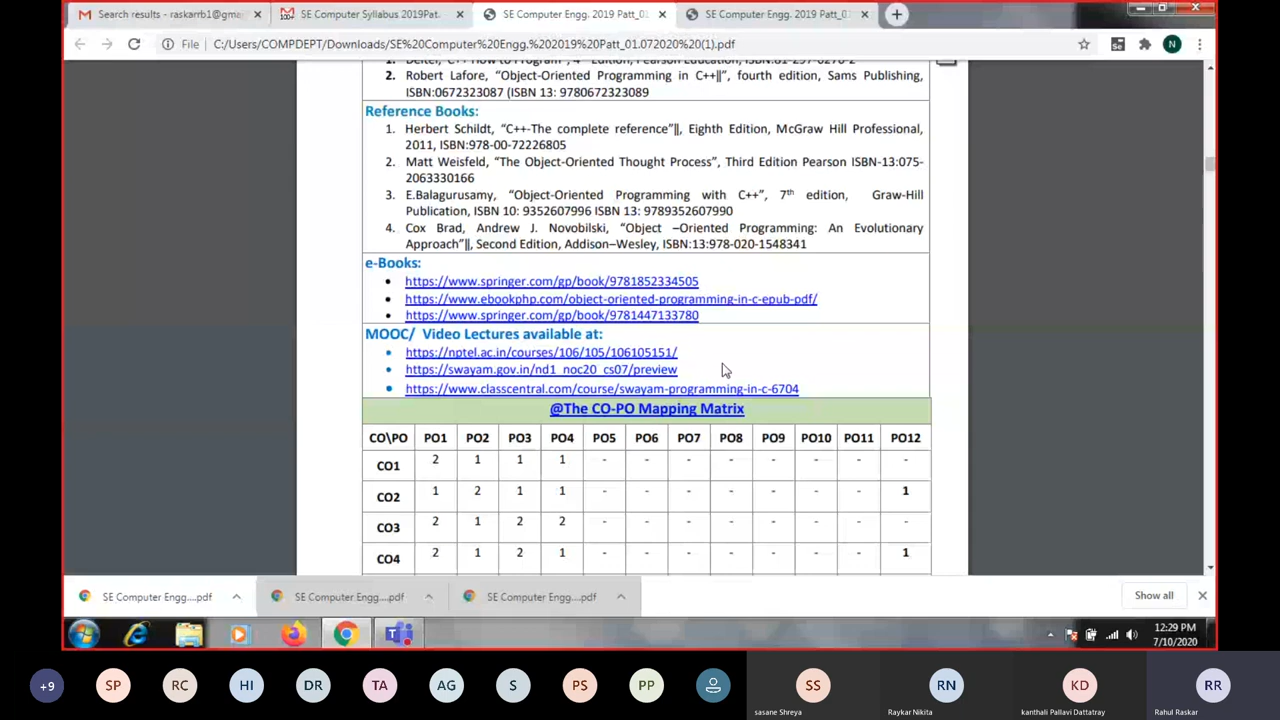 Search results - raskarrb1@gma
SE Computer Syllabus 2019Pat.
SE Computer Engg. 2019 Patt_01
SE Computer Engg. 2019 Patt_01
File C:/Users/COMPDEPT/Downloads/SE%20Computer%20Engg.%202019%20Patt_01.072020%20(1).pdf
2. Robert Lafore, “Object-Oriented Programming in C++‖”, fourth edition, Sams Publishing,
ISBN:0672323087 (ISBN 13: 9780672323089
Reference Books:
1. Herbert Schildt, “C++-The complete reference”‖, Eighth Edition, McGraw Hill Professional,
2011, ISBN:978-00-72226805
2. Matt Weisfeld, “The Object-Oriented Thought Process”, Third Edition Pearson ISBN-13:075-
2063330166
3. E.Balagurusamy, “Object-Oriented Programming with C++”, 7th edition, Graw-Hill
Publication, ISBN 10: 9352607996 ISBN 13: 9789352607990
4. Cox Brad, Andrew J. Novobilski, “Object –Oriented Programming: An Evolutionary
Approach”‖, Second Edition, Addison–Wesley, ISBN:13:978-020-1548341
e-Books:
• https://www.springer.com/gp/book/9781852334505
• https://www.ebookphp.com/object-oriented-programming-in-c-epub-pdf/
• https://www.springer.com/gp/book/9781447133780
MOOC/ Video Lectures available at:
• https://nptel.ac.in/courses/106/105/106105151/
• https://swayam.gov.in/nd1_noc20_cs07/preview
• https://www.classcentral.com/course/swayam-programming-in-c-6704
@The CO-PO Mapping Matrix
CO\PO PO1 PO2 PO3 PO4 PO5 PO6 PO7 PO8 PO9 PO10 PO11 PO12
CO1 2 1 1 1 - - - - - - - -
CO2 1 2 1 1 - - - - - - - 1
CO3 2 1 2 2 - - - - - - - -
CO4 2 1 2 1 - - - - - - - 1
SE Computer Engg....pdf
SE Computer Engg....pdf
SE Computer Engg....pdf
Show all
12:29 PM
7/10/2020
+9 SP RC HI DR TA AG S PS PP SS RN KD RR
sasane Shreya Raykar Nikita kanthali Pallavi Dattatray Rahul Raskar